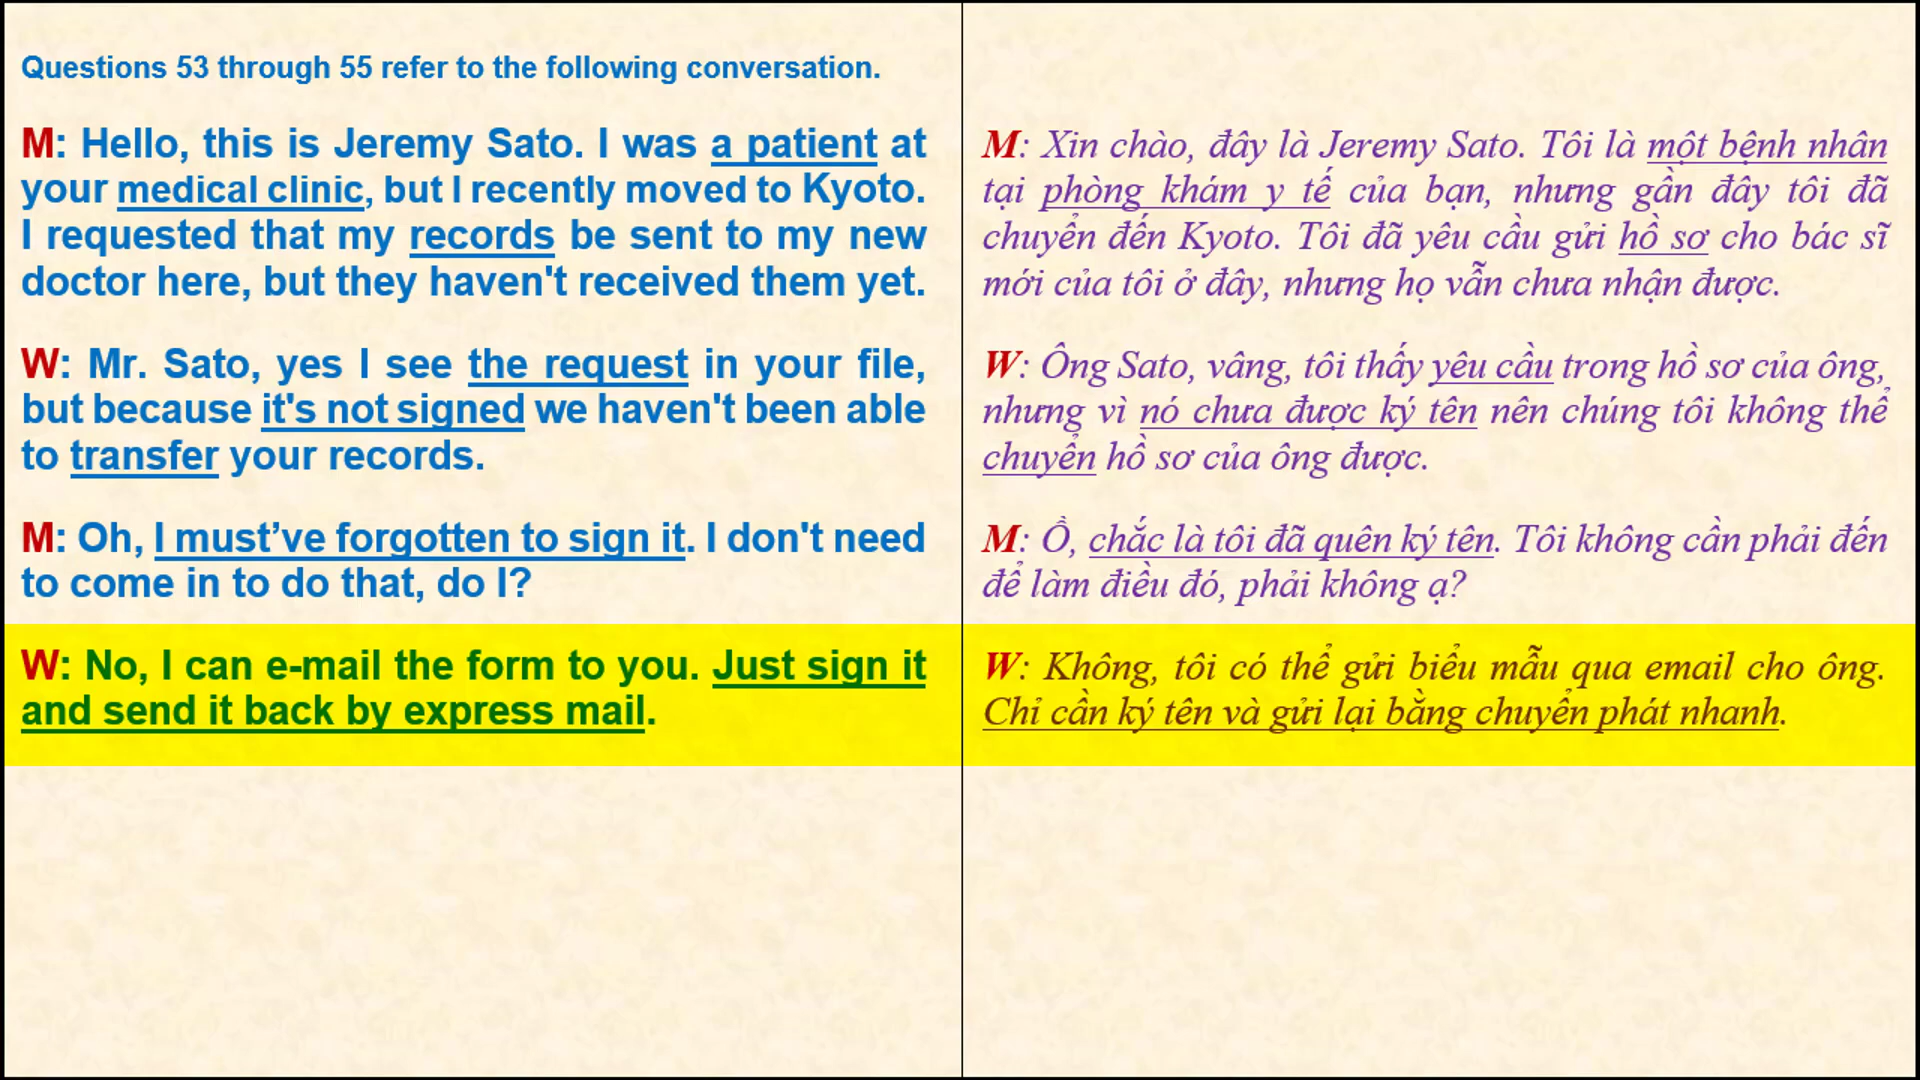 Questions 53 through 55 refer to the following conversation.
M: Hello, this is Jeremy Sato. I was a patient at
your medical clinic, but I recently moved to Kyoto.
I requested that my records be sent to my new
doctor here, but they haven't received them yet.
W: Mr. Sato, yes I see the request in your file,
but because it's not signed we haven't been able
to transfer your records.
M: Oh, I must’ve forgotten to sign it. I don't need
to come in to do that, do I?
W: No, I can e-mail the form to you. Just sign it
and send it back by express mail.
M: Xin chào, đây là Jeremy Sato. Tôi là một bệnh nhân
tại phòng khám y tế của bạn, nhưng gần đây tôi đã
chuyển đến Kyoto. Tôi đã yêu cầu gửi hồ sơ cho bác sĩ
mới của tôi ở đây, nhưng họ vẫn chưa nhận được.
W: Ông Sato, vâng, tôi thấy yêu cầu trong hồ sơ của ông,
nhưng vì nó chưa được ký tên nên chúng tôi không thể
chuyển hồ sơ của ông được.
M: Ồ, chắc là tôi đã quên ký tên. Tôi không cần phải đến
để làm điều đó, phải không ạ?
W: Không, tôi có thể gửi biểu mẫu qua email cho ông.
Chỉ cần ký tên và gửi lại bằng chuyển phát nhanh.